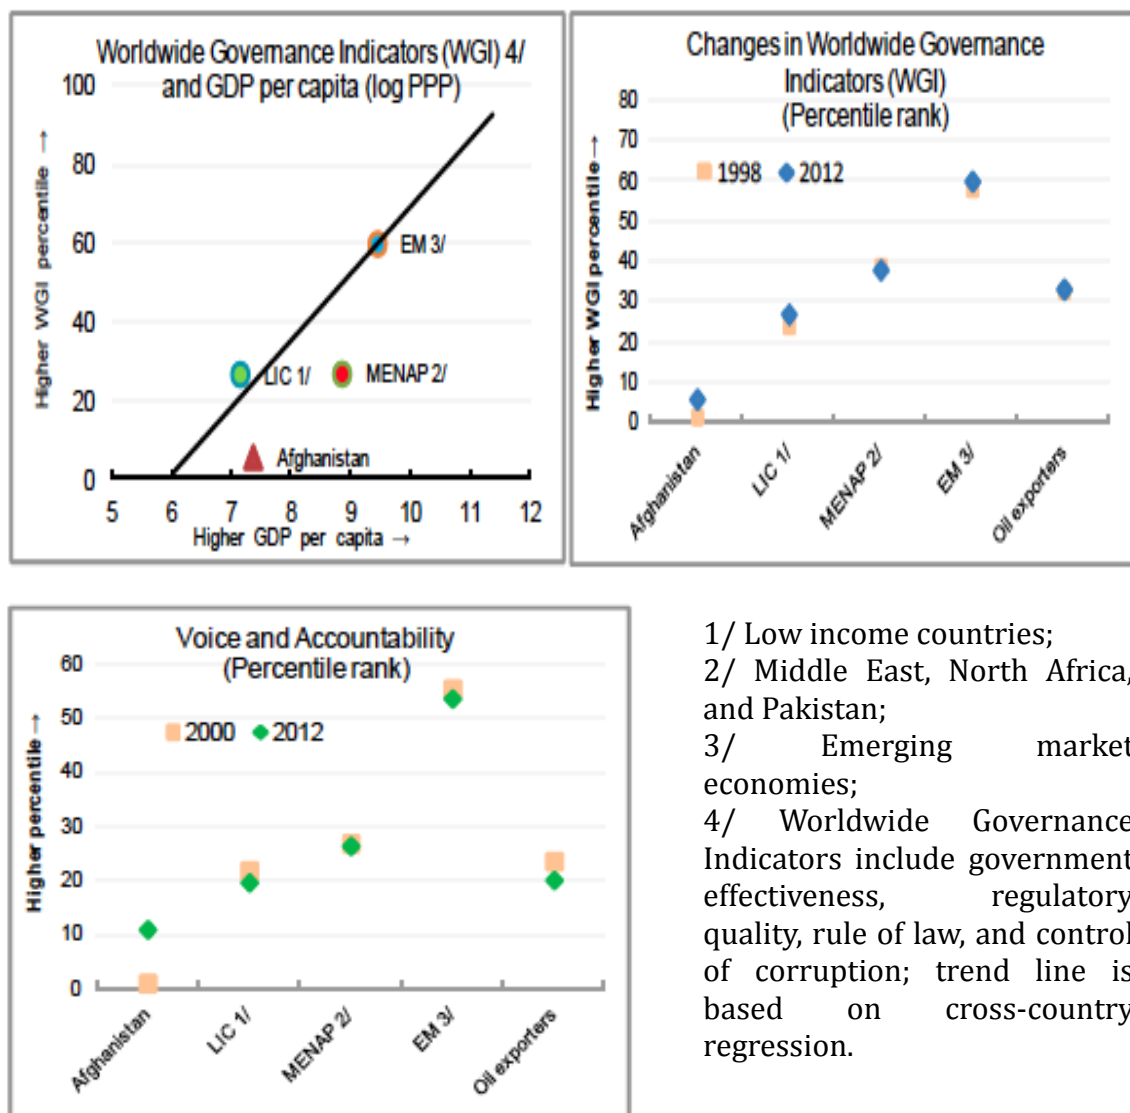 Worldwide Governance Indicators (WGI) 4/
and GDP per capita (log PPP)
100
80
60
40
20
0
Higher WGI percentile →
EM 3/
LIC 1/
MENAP 2/
Afghanistan
5 6 7 8 9 10 11 12
Higher GDP per capita →
Changes in Worldwide Governance
Indicators (WGI)
(Percentile rank)
80
70
60
50
40
30
20
10
0
Higher WGI percentile→
1998 2012
Afghanistan
LIC 1/
MENAP 2/
EM 3/
Oil exporters
Voice and Accountability
(Percentile rank)
60
50
40
30
20
10
0
Higher percentile→
2000 2012
Afghanistan
LIC 1/
MENAP 2/
EM 3/
Oil exporters
1/ Low income countries;
2/ Middle East, North Africa,
and Pakistan;
3/ Emerging market
economies;
4/ Worldwide Governance
Indicators include government
effectiveness, regulatory
quality, rule of law, and control
of corruption; trend line is
based on cross-country
regression.